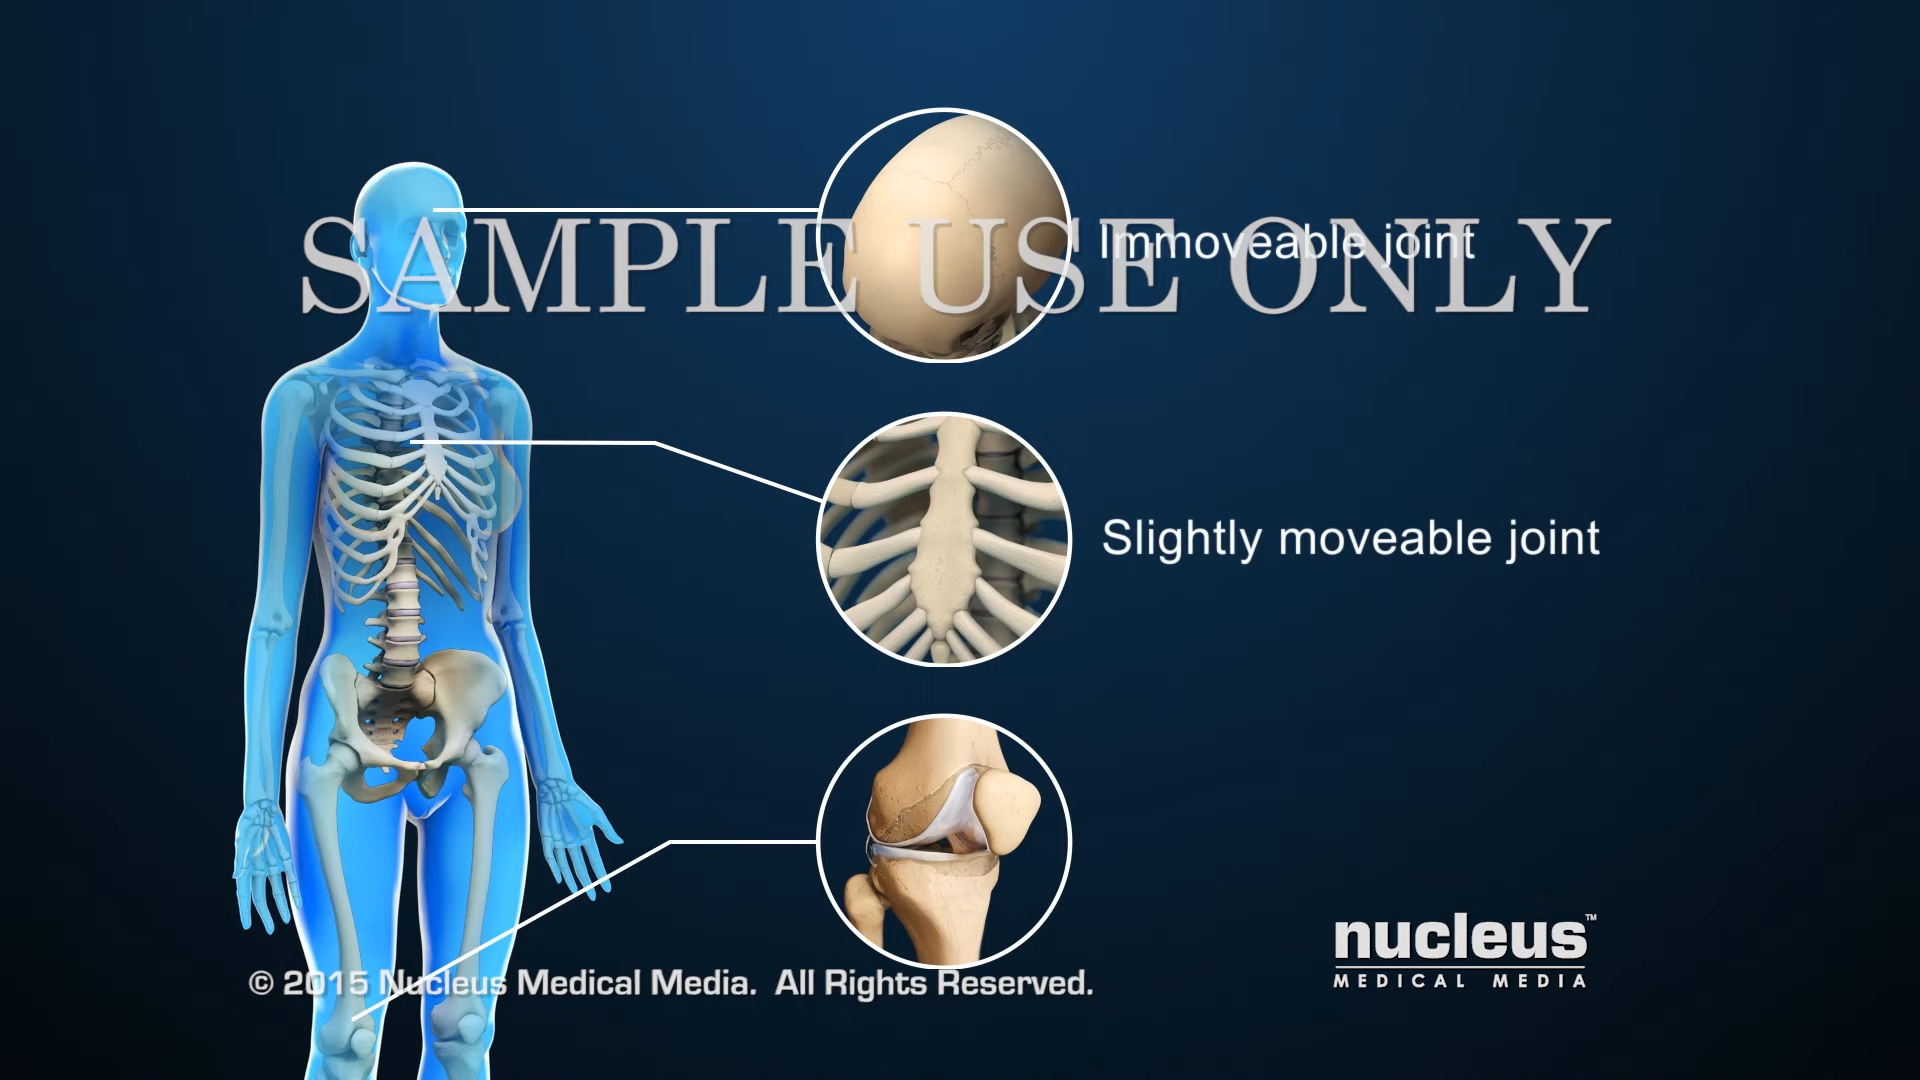 SAMPLE USE ONLY
Immoveable joint
Slightly moveable joint
nucleus™
MEDICAL MEDIA
© 2015 Nucleus Medical Media. All Rights Reserved.